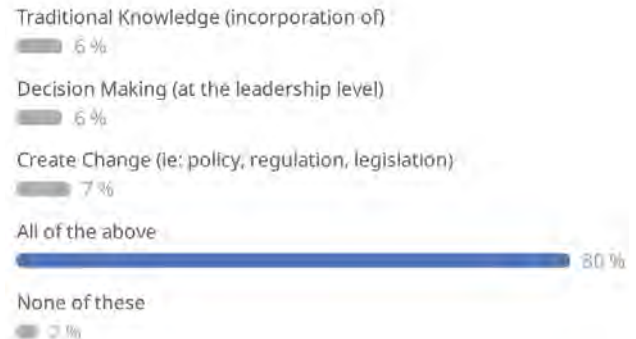 Traditional Knowledge (incorporation of)
6 %
Decision Making (at the leadership level)
6 %
Create Change (ie: policy, regulation, legislation)
7 %
All of the above
80 %
None of these
2 %